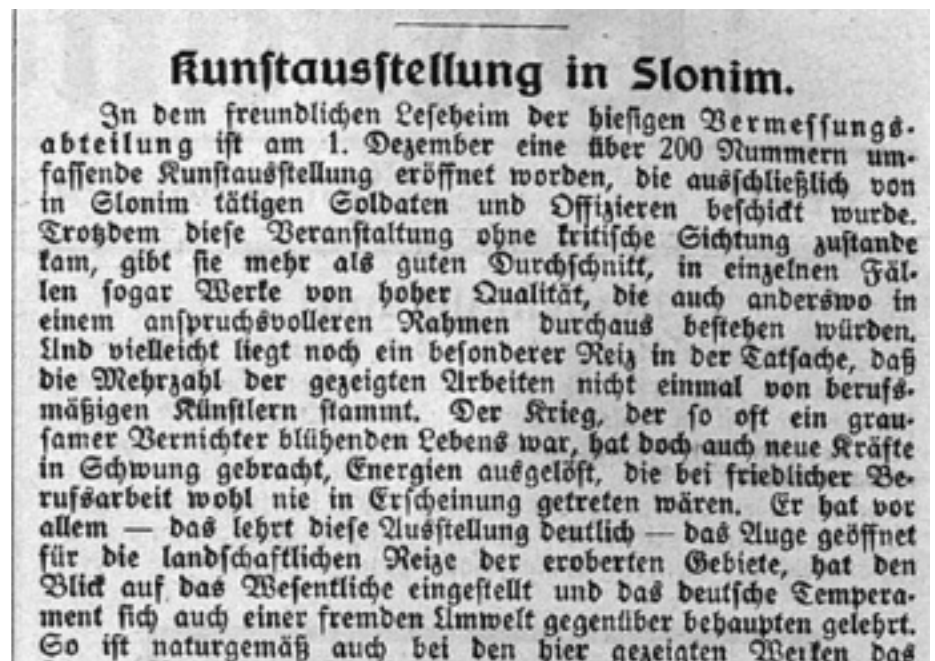 Kunstausstellung in Slonim.
In dem freundlichen Leseheim der hiesigen Vermessungs-
abteilung ist am 1. Dezember eine über 200 Nummern um-
fassende Kunstausstellung eröffnet worden, die ausschließlich von
in Slonim tätigen Soldaten und Offizieren beschickt wurde.
Trotzdem diese Veranstaltung ohne kritische Sichtung zustande
kam, gibt sie mehr als guten Durchschnitt, in einzelnen Fäl-
len sogar Werke von hoher Qualität, die auch anderswo in
einem anspruchsvolleren Rahmen durchaus bestehen würden.
Und vielleicht liegt noch ein besonderer Reiz in der Tatsache, daß
die Mehrzahl der gezeigten Arbeiten nicht einmal von berufs-
mäßigen Künstlern stammt. Der Krieg, der so oft ein grau-
samer Vernichter blühenden Lebens war, hat doch auch neue Kräfte
in Schwung gebracht, Energien ausgelöst, die bei friedlicher Be-
rufsarbeit wohl nie in Erscheinung getreten wären. Er hat vor
allem — das lehrt diese Ausstellung deutlich — das Auge geöffnet
für die landschaftlichen Reize der eroberten Gebiete, hat den
Blick auf das Wesentliche eingestellt und das deutsche Tempera-
ment sich auch einer fremden Umwelt gegenüber behaupten gelehrt.
So ist naturgemäß auch bei den hier gezeigten Werken das